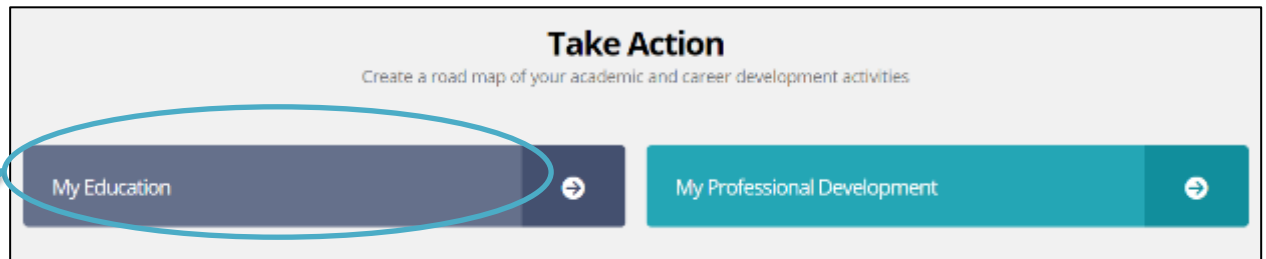 Take Action
Create a road map of your academic and career development activities
My Education
My Professional Development